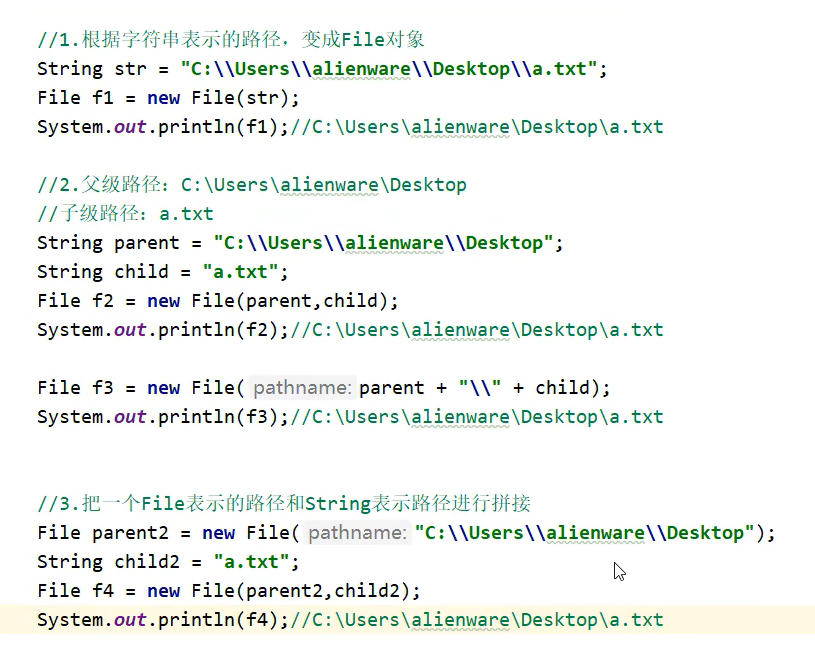 //1.根据字符串表示的路径，变成File对象
String str = "C:\\Users\\alienware\\Desktop\\a.txt";
File f1 = new File(str);
System.out.println(f1);//C:\Users\alienware\Desktop\a.txt
//2.父级路径：C:\Users\alienware\Desktop
//子级路径：a.txt
String parent = "C:\\Users\\alienware\\Desktop";
String child = "a.txt";
File f2 = new File(parent,child);
System.out.println(f2);//C:\Users\alienware\Desktop\a.txt
File f3 = new File( pathname: parent + "\\" + child);
System.out.println(f3);//C:\Users\alienware\Desktop\a.txt
//3.把一个File表示的路径和String表示路径进行拼接
File parent2 = new File( pathname: "C:\\Users\\alienware\\Desktop");
String child2 = "a.txt";
File f4 = new File(parent2,child2);
System.out.println(f4);//C:\Users\alienware\Desktop\a.txt